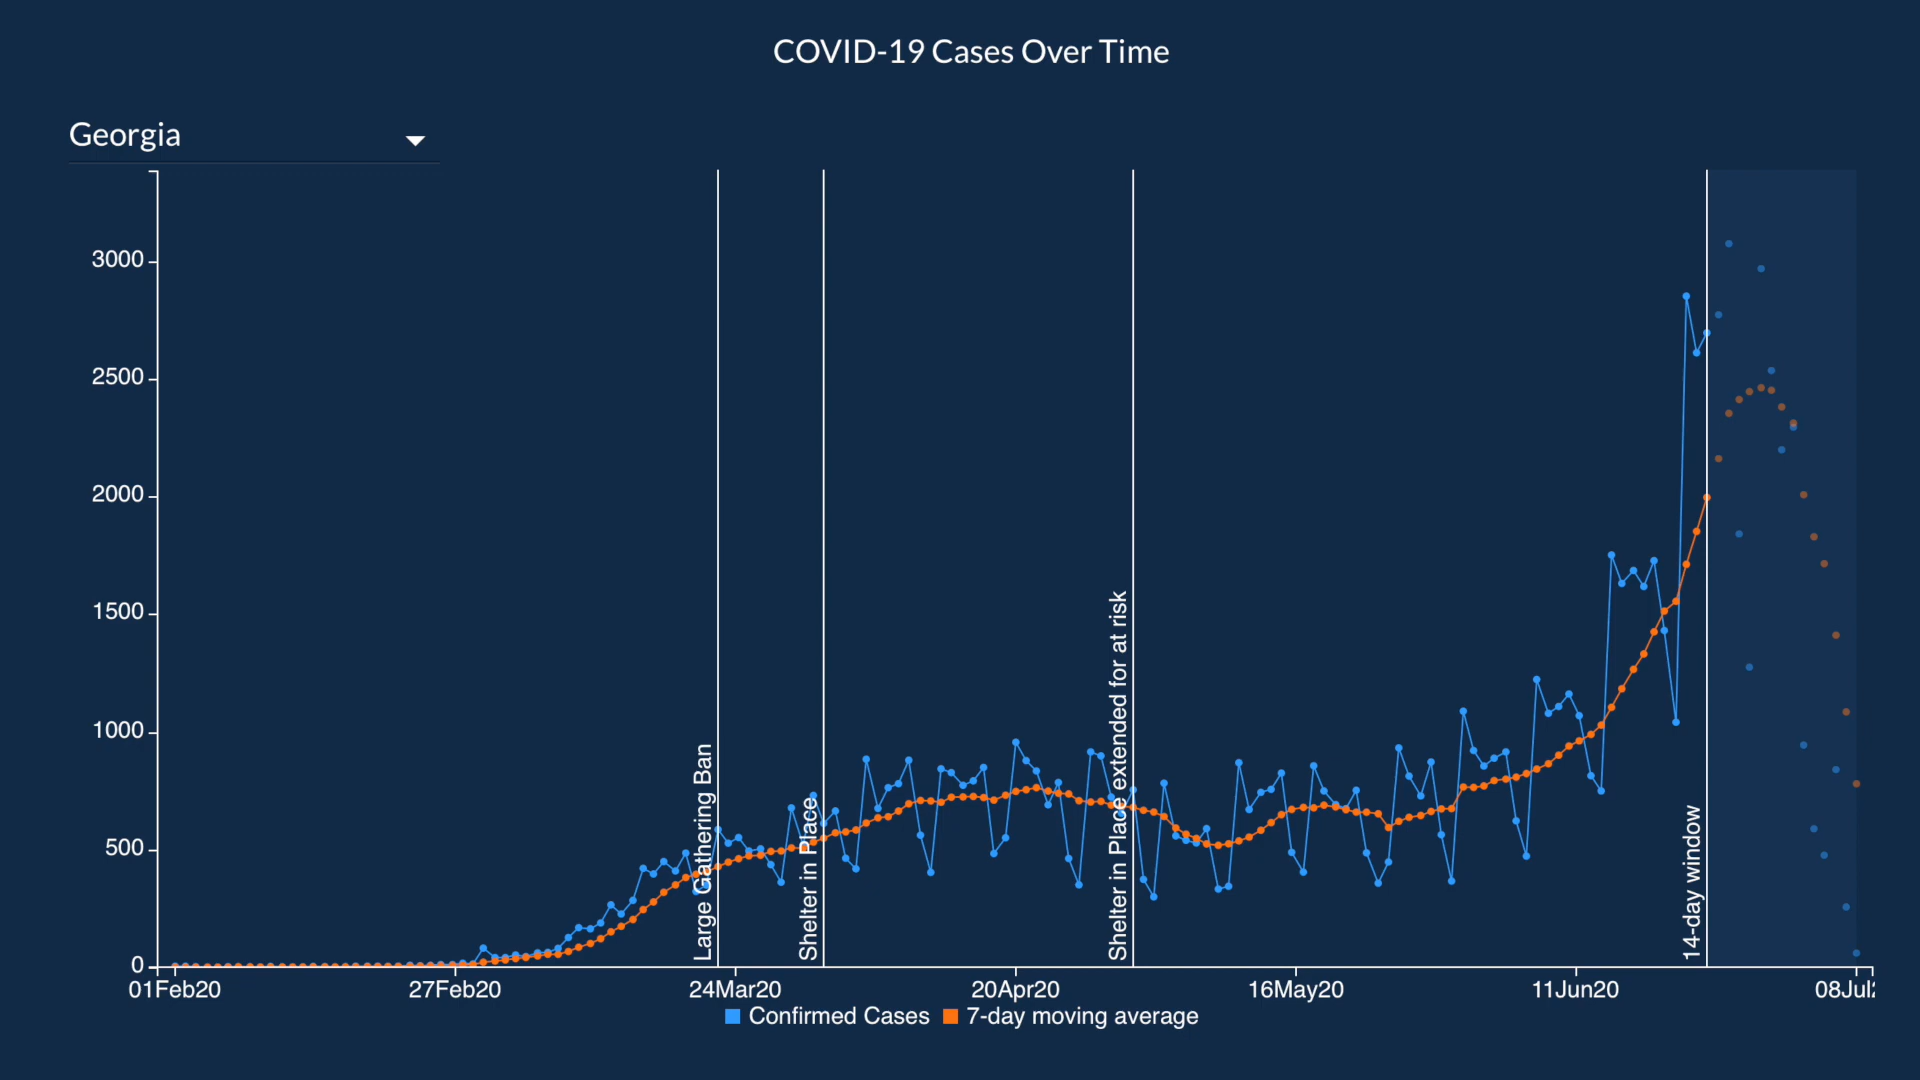 COVID-19 Cases Over Time
Georgia
3000
2500
2000
1500
1000
500
0
Large Gathering Ban
Shelter in Place
Shelter in Place extended for at risk
14-day window
01Feb20
27Feb20
24Mar20
20Apr20
16May20
11Jun20
08Jul
Confirmed Cases
7-day moving average